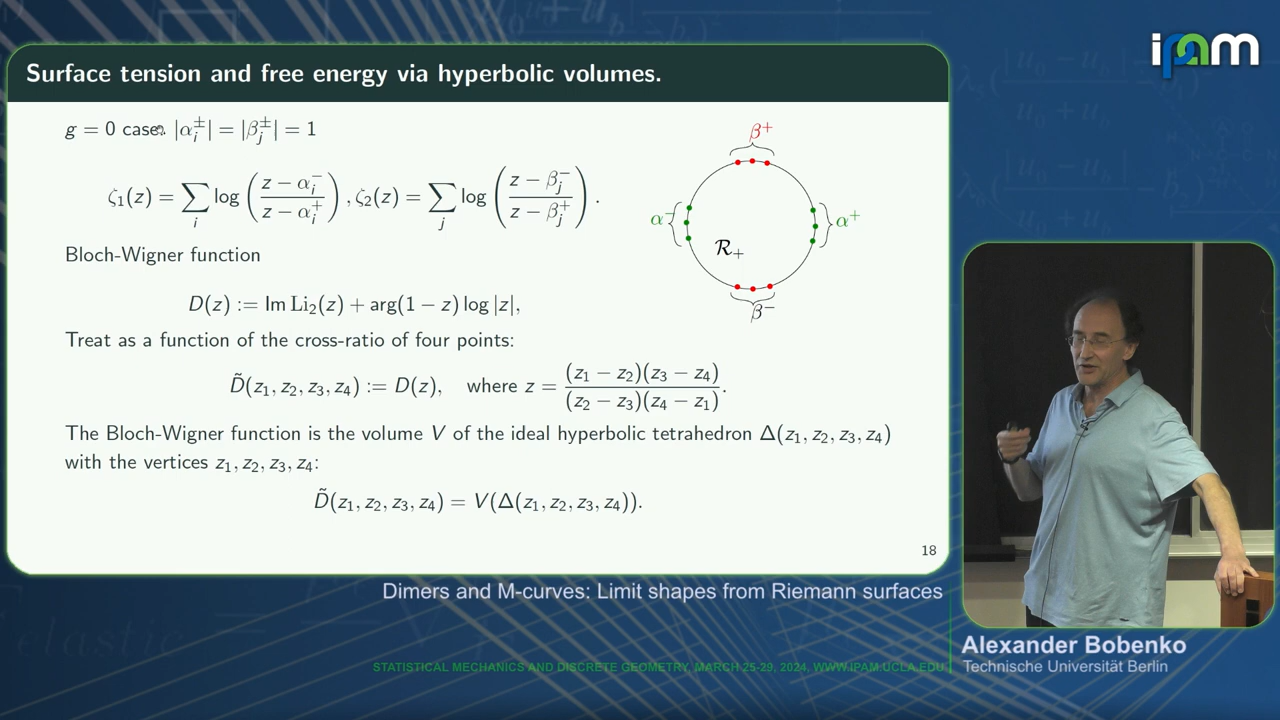 ipam
Surface tension and free energy via hyperbolic volumes.
g = 0 case. |α_i^±| = |β_j^±| = 1
β^+
ζ_1(z) = ∑_i log ( (z − α_i^-) / (z − α_i^+) ) , ζ_2(z) = ∑_j log ( (z − β_j^-) / (z − β_j^+) ) .
α^- α^+
R_+
Bloch-Wigner function
β^-
D(z) := Im Li_2(z) + arg(1 − z) log |z|,
Treat as a function of the cross-ratio of four points:
D̃(z_1, z_2, z_3, z_4) := D(z), where z = (z_1 − z_2)(z_3 − z_4) / (z_2 − z_3)(z_4 − z_1) .
The Bloch-Wigner function is the volume V of the ideal hyperbolic tetrahedron Δ(z_1, z_2, z_3, z_4)
with the vertices z_1, z_2, z_3, z_4:
D̃(z_1, z_2, z_3, z_4) = V(Δ(z_1, z_2, z_3, z_4)).
18
Dimers and M-curves: Limit shapes from Riemann surfaces
Alexander Bobenko
Technische Universität Berlin
STATISTICAL MECHANICS AND DISCRETE GEOMETRY, MARCH 25-29, 2024, WWW.IPAM.UCLA.EDU
elastic